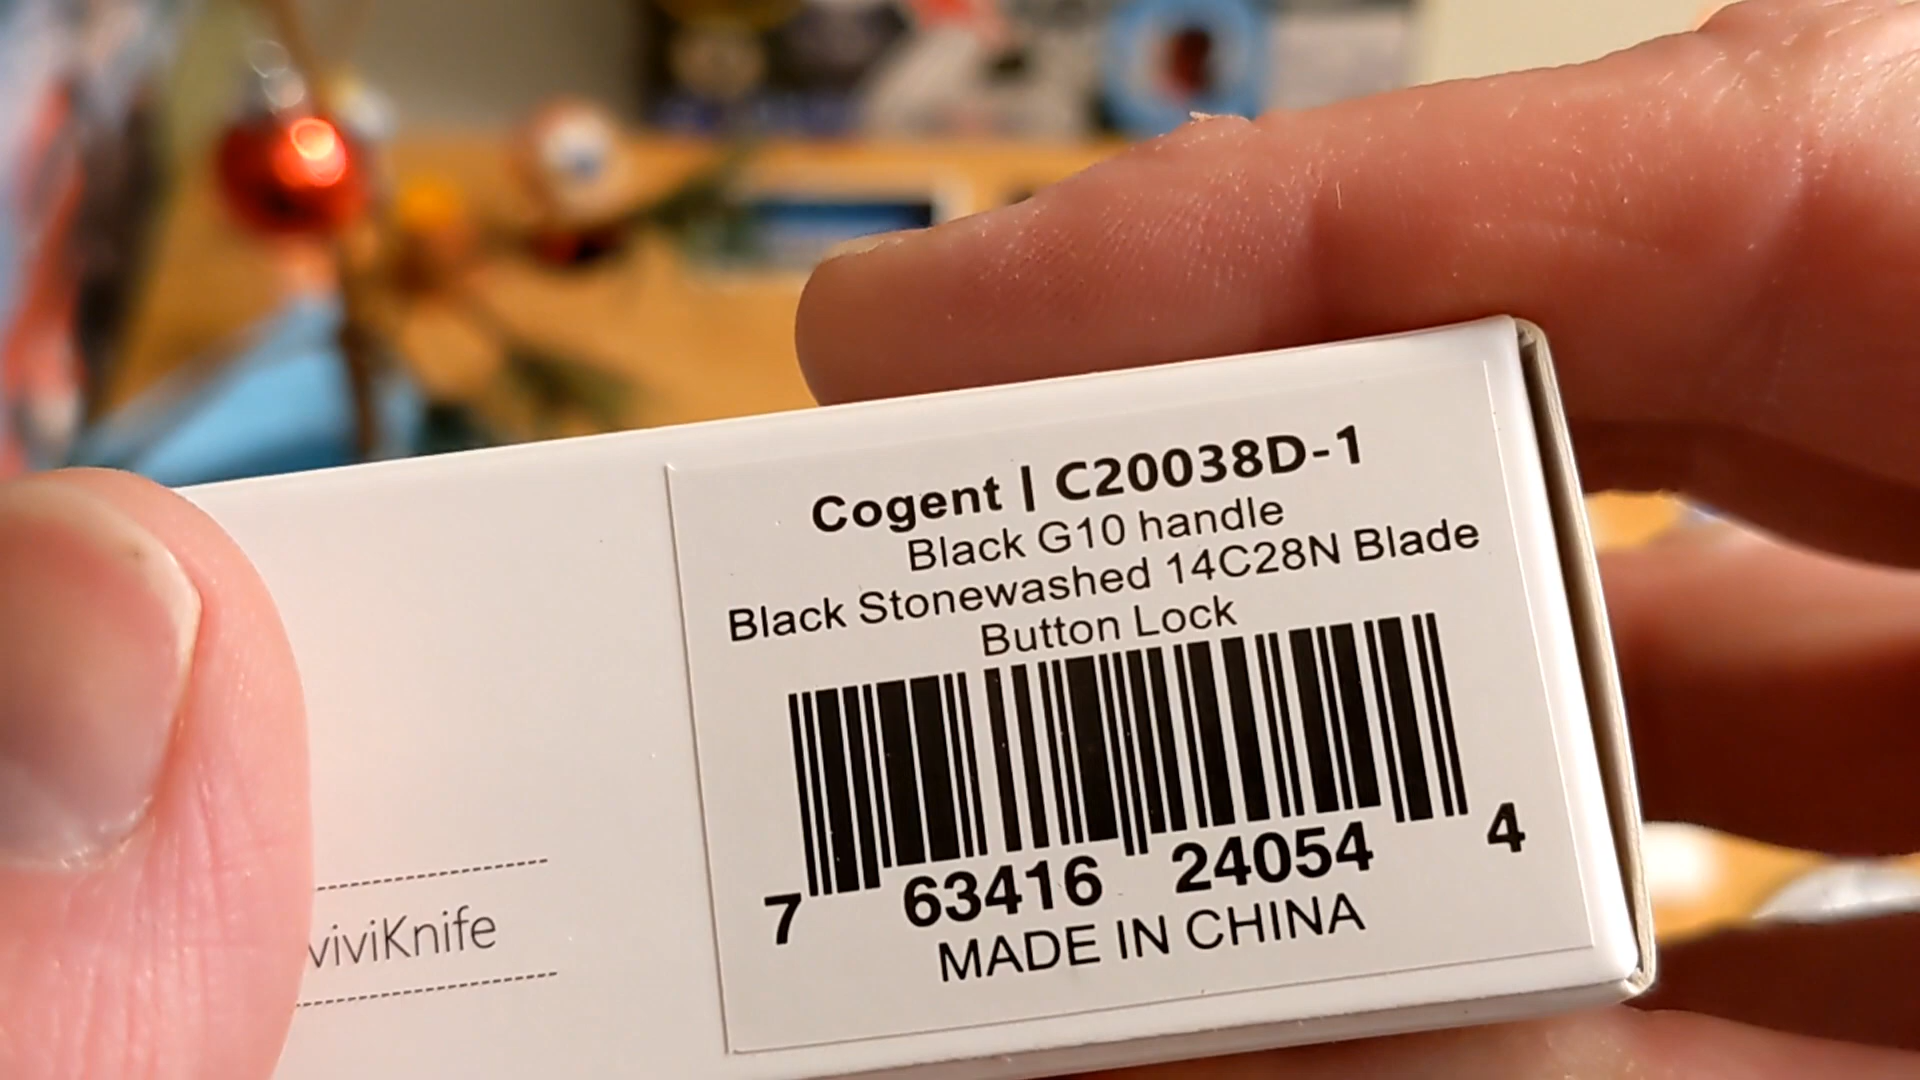 Cogent | C20038D-1
Black G10 handle
Black Stonewashed 14C28N Blade
Button Lock
7 63416 24054 4
MADE IN CHINA
viviKnife